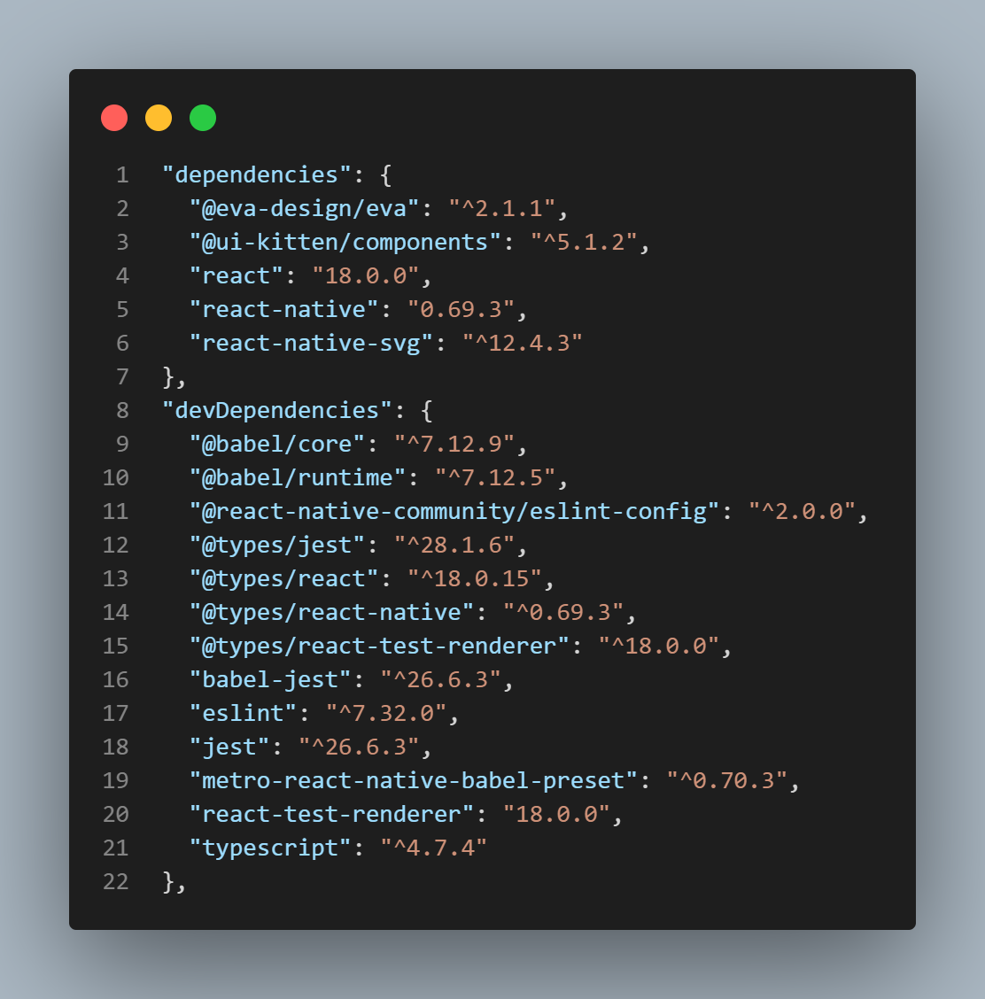 1 "dependencies": {
2   "@eva-design/eva": "^2.1.1",
3   "@ui-kitten/components": "^5.1.2",
4   "react": "18.0.0",
5   "react-native": "0.69.3",
6   "react-native-svg": "^12.4.3"
7 },
8 "devDependencies": {
9   "@babel/core": "^7.12.9",
10   "@babel/runtime": "^7.12.5",
11   "@react-native-community/eslint-config": "^2.0.0",
12   "@types/jest": "^28.1.6",
13   "@types/react": "^18.0.15",
14   "@types/react-native": "^0.69.3",
15   "@types/react-test-renderer": "^18.0.0",
16   "babel-jest": "^26.6.3",
17   "eslint": "^7.32.0",
18   "jest": "^26.6.3",
19   "metro-react-native-babel-preset": "^0.70.3",
20   "react-test-renderer": "18.0.0",
21   "typescript": "^4.7.4"
22 },